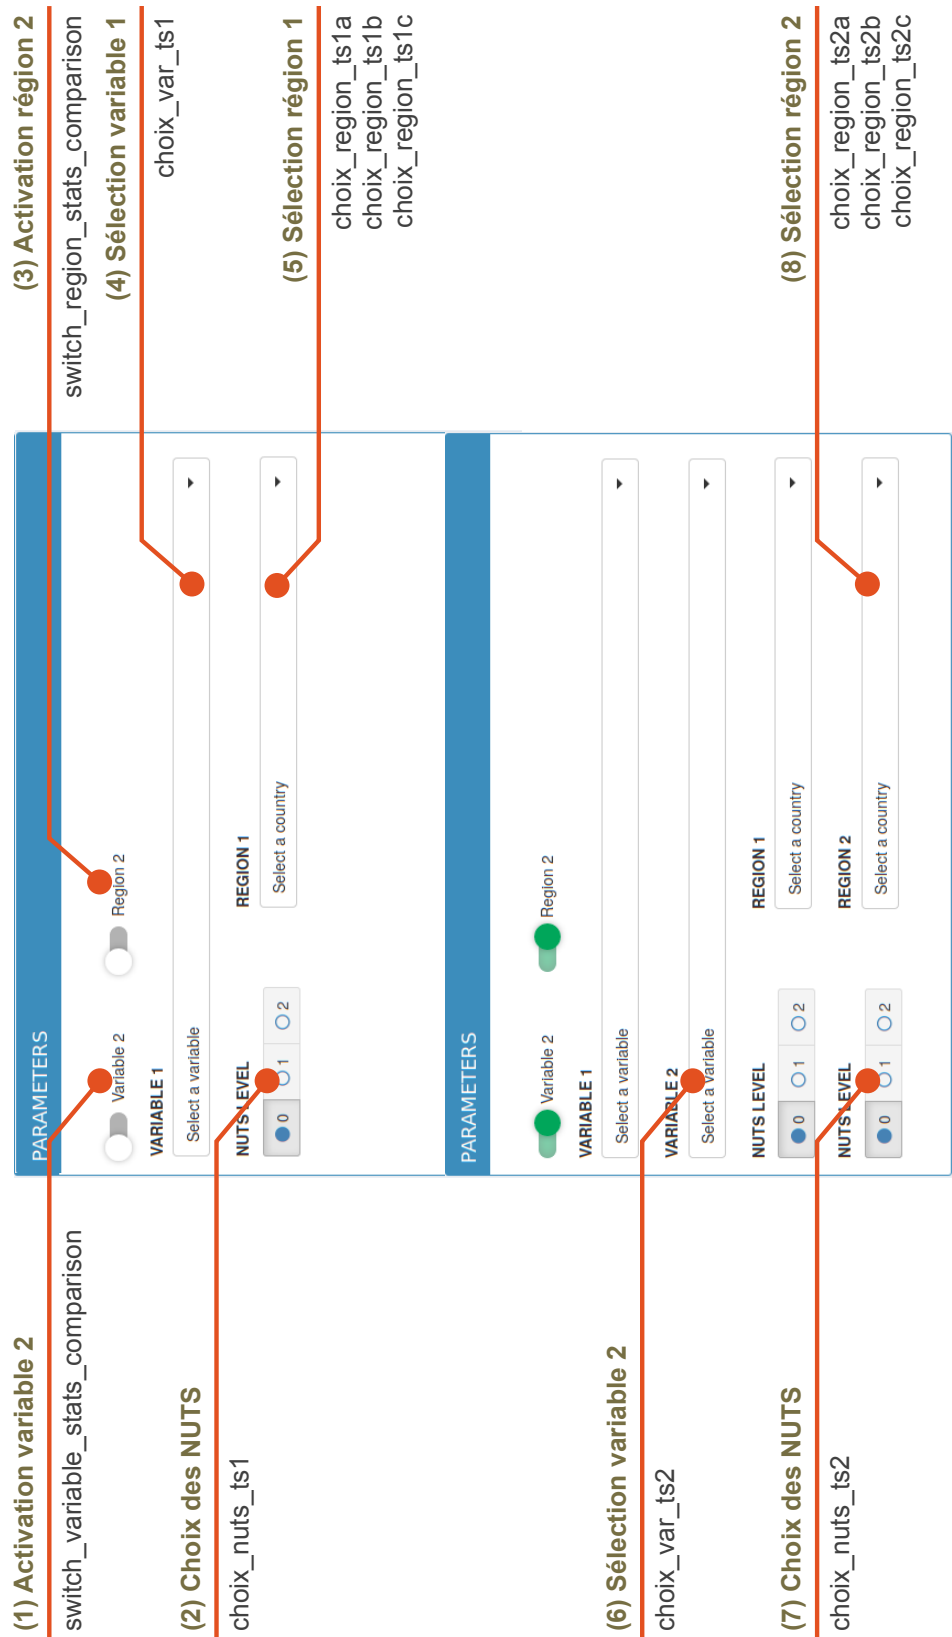 (1) Activation variable 2
switch_variable_stats_comparison
(2) Choix des NUTS
choix_nuts_ts1
(6) Sélection variable 2
choix_var_ts2
(7) Choix des NUTS
choix_nuts_ts2
PARAMETERS
Variable 2
Region 2
VARIABLE 1
Select a variable
NUTS LEVEL
REGION 1
0 1 2
Select a country
PARAMETERS
Variable 2
Region 2
VARIABLE 1
Select a variable
VARIABLE 2
Select a variable
NUTS LEVEL
REGION 1
0 1 2
Select a country
NUTS LEVEL
REGION 2
0 1 2
Select a country
(3) Activation région 2
switch_region_stats_comparison
(4) Sélection variable 1
choix_var_ts1
(5) Sélection région 1
choix_region_ts1a
choix_region_ts1b
choix_region_ts1c
(8) Sélection région 2
choix_region_ts2a
choix_region_ts2b
choix_region_ts2c